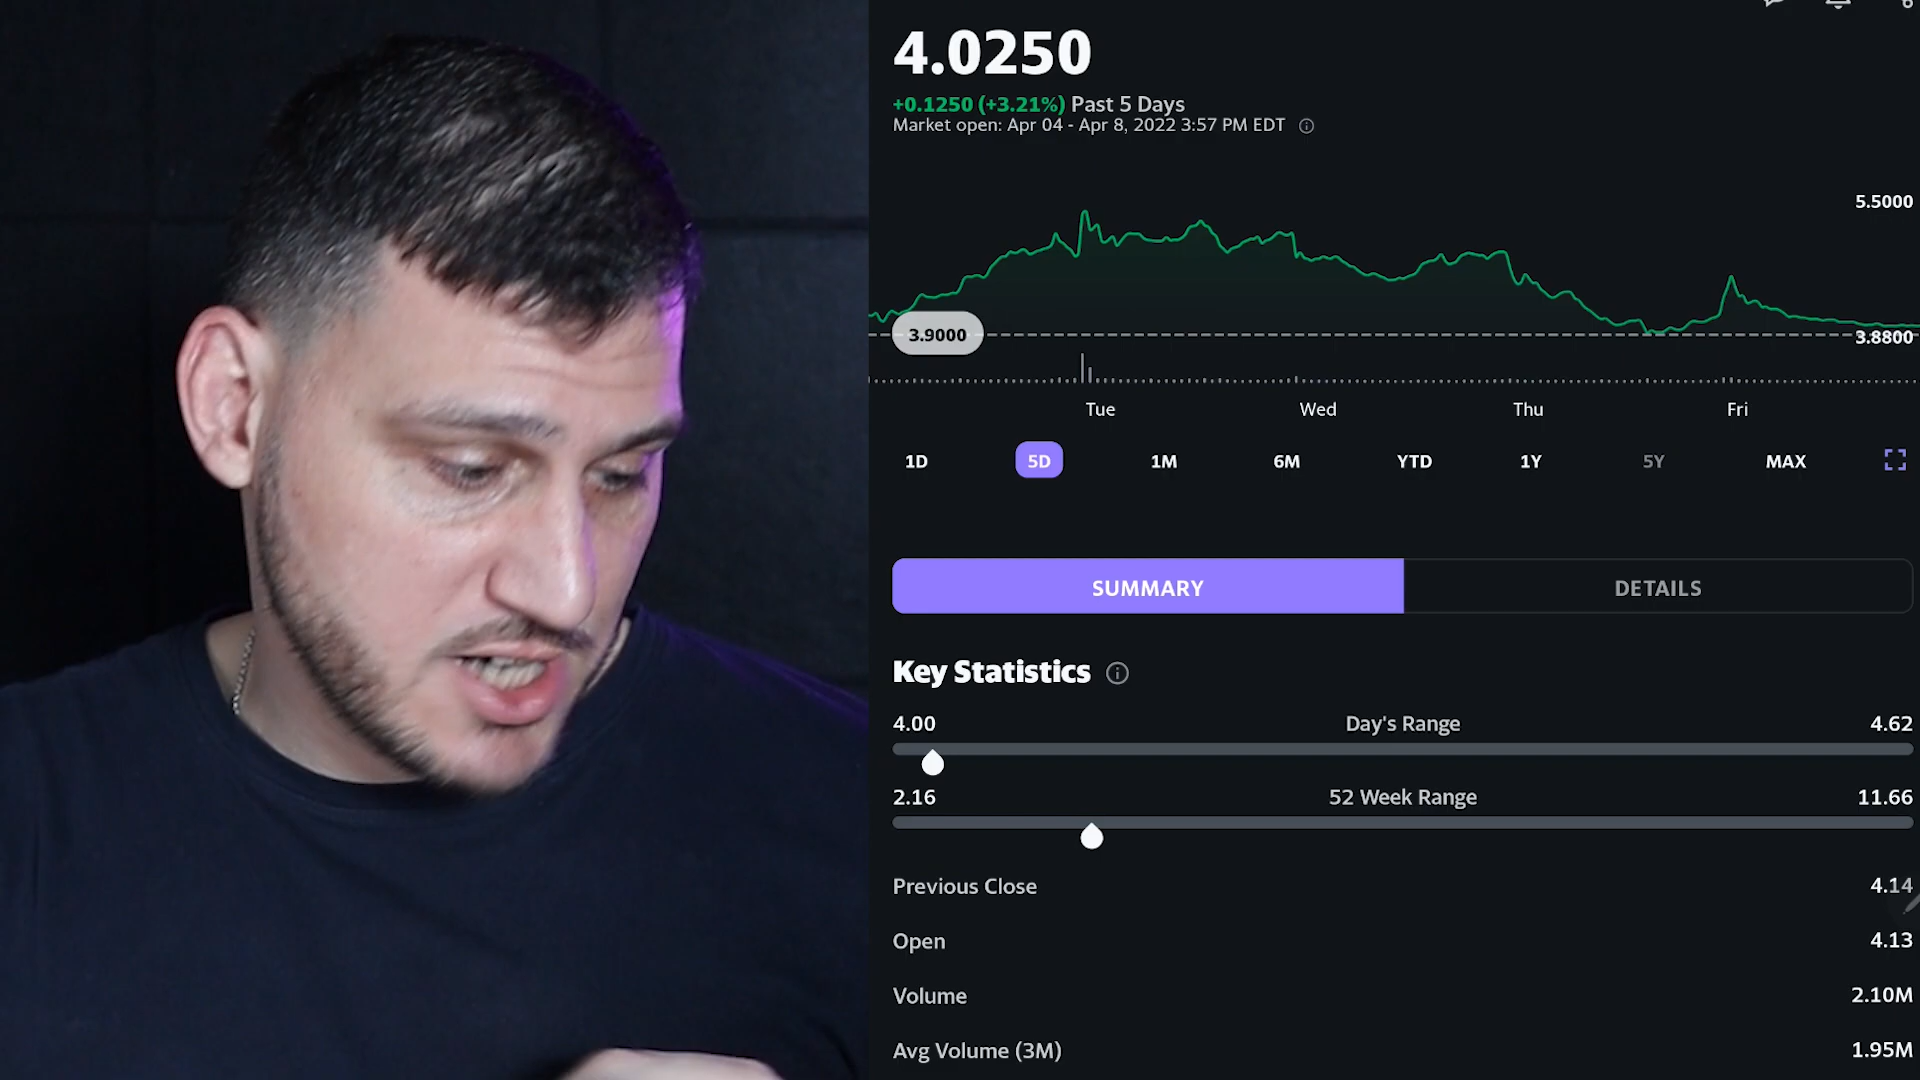 4.0250
+0.1250 (+3.21%) Past 5 Days
Market open: Apr 04 - Apr 8, 2022 3:57 PM EDT
5.5000
3.9000
3.8800
Tue Wed Thu Fri
1D 5D 1M 6M YTD 1Y 5Y MAX
SUMMARY DETAILS
Key Statistics
4.00 Day's Range 4.62
2.16 52 Week Range 11.66
Previous Close 4.14
Open 4.13
Volume 2.10M
Avg Volume (3M) 1.95M